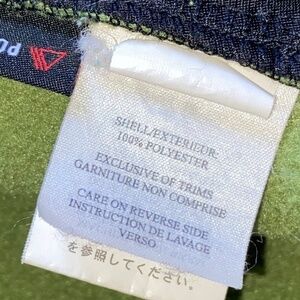 PO
SHELL/EXTERIEUR:
100% POLYESTER
EXCLUSIVE OF TRIMS
GARNITURE NON COMPRISE
CARE ON REVERSE SIDE
INSTRUCTION DE LAVAGE
VERSO
を参照してください。